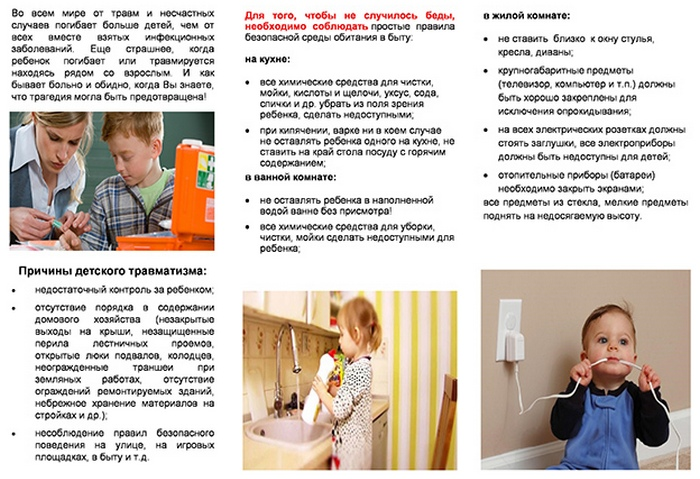 Во всем мире от травм и несчастных
случаев погибает больше детей, чем от
всех вместе взятых инфекционных
заболеваний. Еще страшнее, когда
ребенок погибает или травмируется
находясь рядом со взрослым. И как
бывает больно и обидно, когда Вы знаете,
что трагедия могла быть предотвращена!
Причины детского травматизма:
• недостаточный контроль за ребенком;
• отсутствие порядка в содержании
домового хозяйства (незакрытые
выходы на крыши, незащищенные
перила лестничных проемов,
открытые люки подвалов, колодцев,
неогражденные траншеи при
земляных работах, отсутствие
ограждений ремонтируемых зданий,
небрежное хранение материалов на
стройках и др.);
• несоблюдение правил безопасного
поведения на улице, на игровых
площадках, в быту и т.д.
Для того, чтобы не случилось беды,
необходимо соблюдать простые правила
безопасной среды обитания в быту:
на кухне:
• все химические средства для чистки,
мойки, кислоты и щелочи, уксус, сода,
спички и др. убрать из поля зрения
ребенка, сделать недоступными;
• при кипячении, варке ни в коем случае
не оставлять ребенка одного на кухне, не
ставить на край стола посуду с горячим
содержанием;
в ванной комнате:
• не оставлять ребенка в наполненной
водой ванне без присмотра!
• все химические средства для уборки,
чистки, мойки сделать недоступными для
ребенка;
в жилой комнате:
• не ставить близко к окну стулья,
кресла, диваны;
• крупногабаритные предметы
(телевизор, компьютер и т.п.) должны
быть хорошо закреплены для
исключения опрокидывания;
• на всех электрических розетках должны
стоять заглушки, все электроприборы
должны быть недоступны для детей;
• отопительные приборы (батареи)
необходимо закрыть экранами;
все предметы из стекла, мелкие предметы
поднять на недосягаемую высоту.